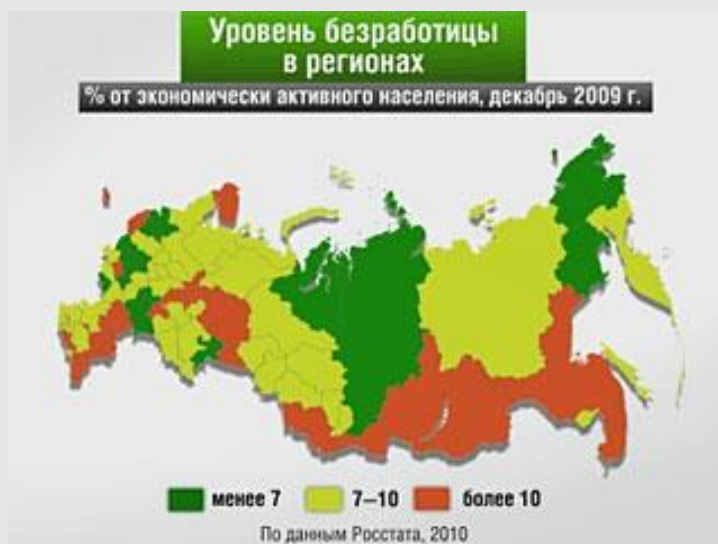 Уровень безработицы
в регионах
% от экономически активного населения, декабрь 2009 г.
менее 7
7–10
более 10
По данным Росстата, 2010